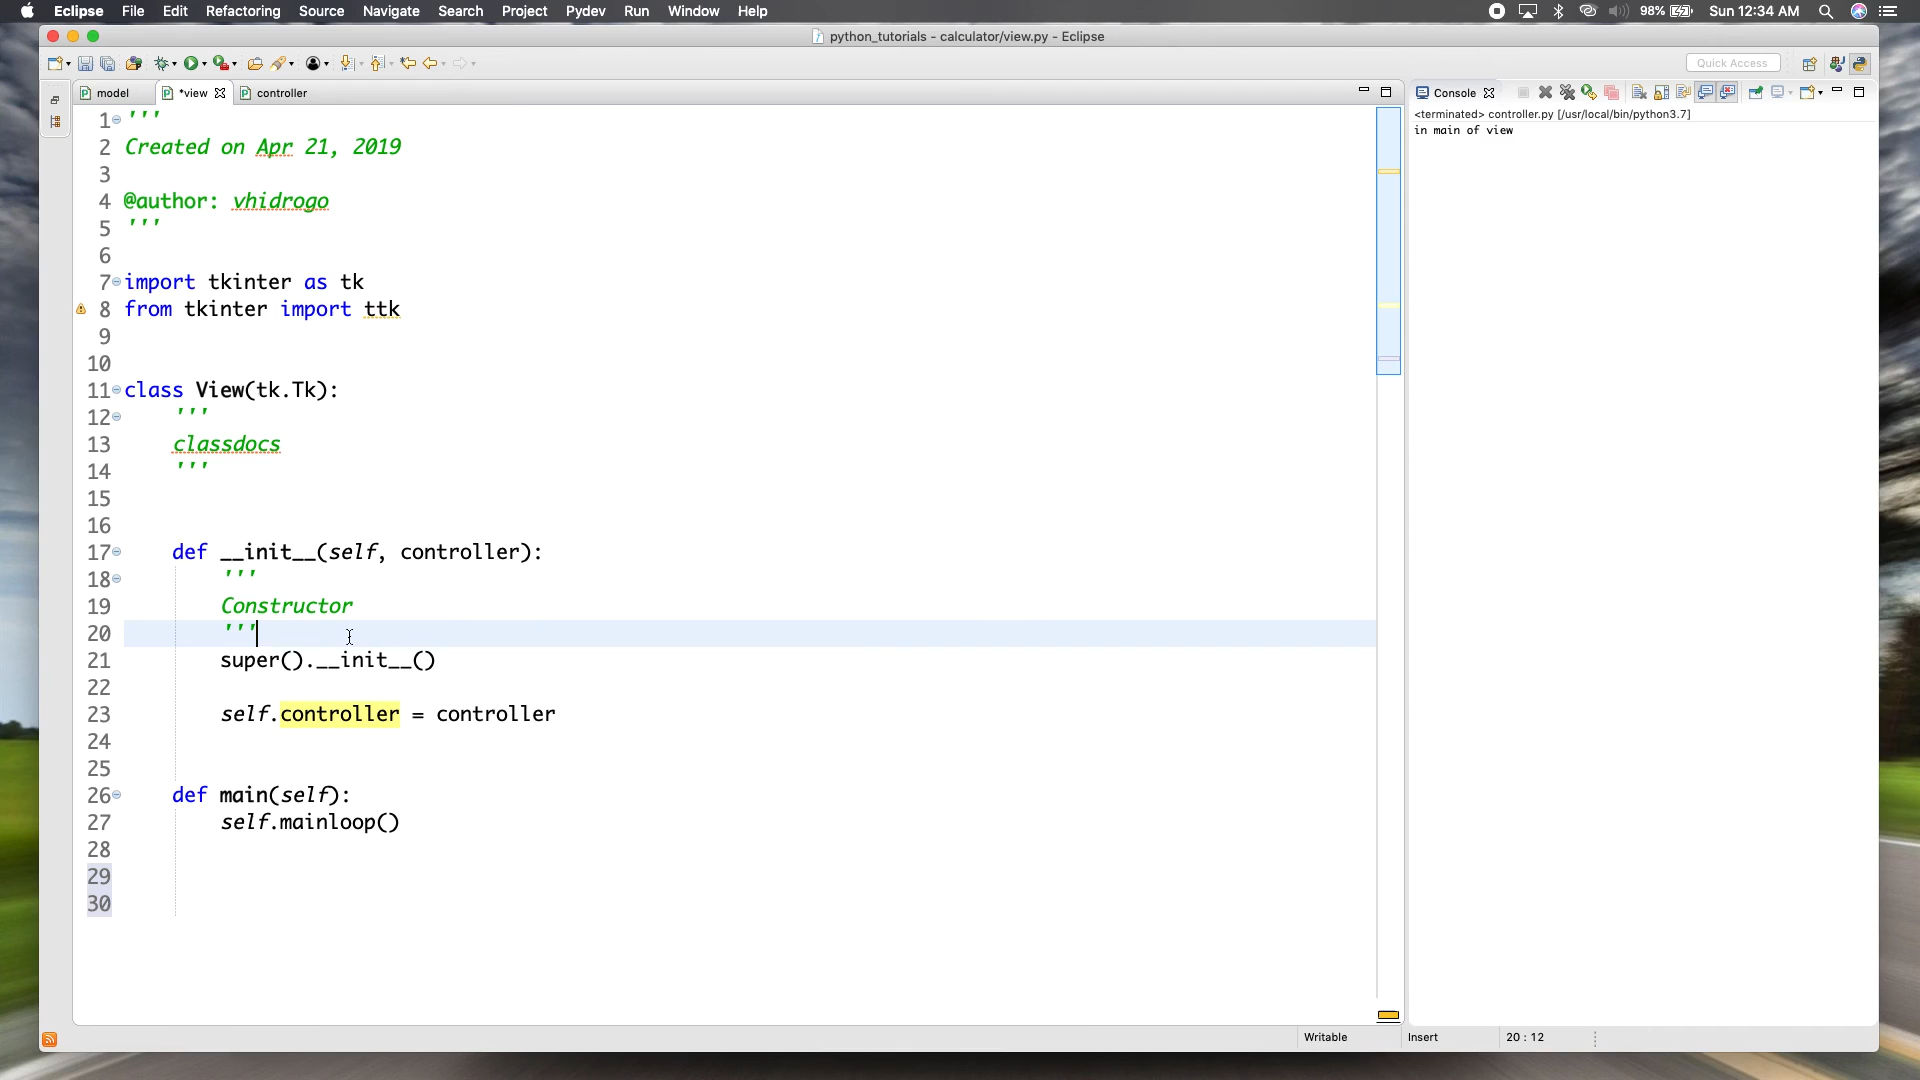 Eclipse File Edit Refactoring Source Navigate Search Project Pydev Run Window Help 98% Sun 12:34 AM
python_tutorials - calculator/view.py - Eclipse
Quick Access
model *view controller
Console
<terminated> controller.py [/usr/local/bin/python3.7]
in main of view
1 '''
2 Created on Apr 21, 2019
3
4 @author: vhidrogo
5 '''
6
7 import tkinter as tk
8 from tkinter import ttk
9
10
11 class View(tk.Tk):
12 '''
13 classdocs
14 '''
15
16
17 def __init__(self, controller):
18 '''
19 Constructor
20 '''
21 super().__init__()
22
23 self.controller = controller
24
25
26 def main(self):
27 self.mainloop()
28
29
30
Writable Insert 20 : 12